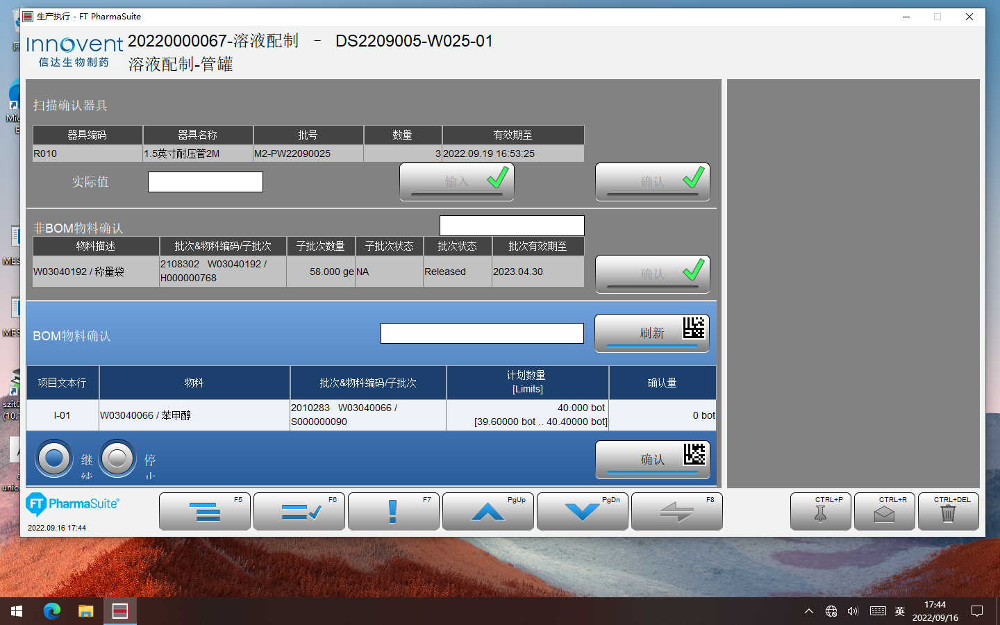 生产执行 - FT PharmaSuite
Innovent
信达生物制药
20220000067-溶液配制 - DS2209005-W025-01
溶液配制-管罐
扫描确认器具
器具编码 器具名称 批号 数量 有效期至
R010 1.5英寸耐压管2M M2-PW22090025 3 2022.09.19 16:53:25
实际值 输入 确认
非BOM物料确认
物料描述 批次&物料编码/子批次 子批次数量 子批次状态 批次状态 批次有效期至
W03040192 / 称量袋 2108302 W03040192 / H000000768 58.000 ge NA Released 2023.04.30
确认
BOM物料确认 刷新
项目文本行 物料 批次&物料编码/子批次 计划数量 [Limits] 确认量
I-01 W03040066 / 苯甲醇 2010283 W03040066 / S000000090 40.000 bot [39.60000 bot .. 40.40000 bot] 0 bot
继续 停止 确认
FT PharmaSuite
2022.09.16 17:44
F5 F6 F7 PgUp PgDn F8 CTRL+P CTRL+R CTRL+DEL
MES
MES
szit0
(10.
unico
英
17:44
2022/09/16